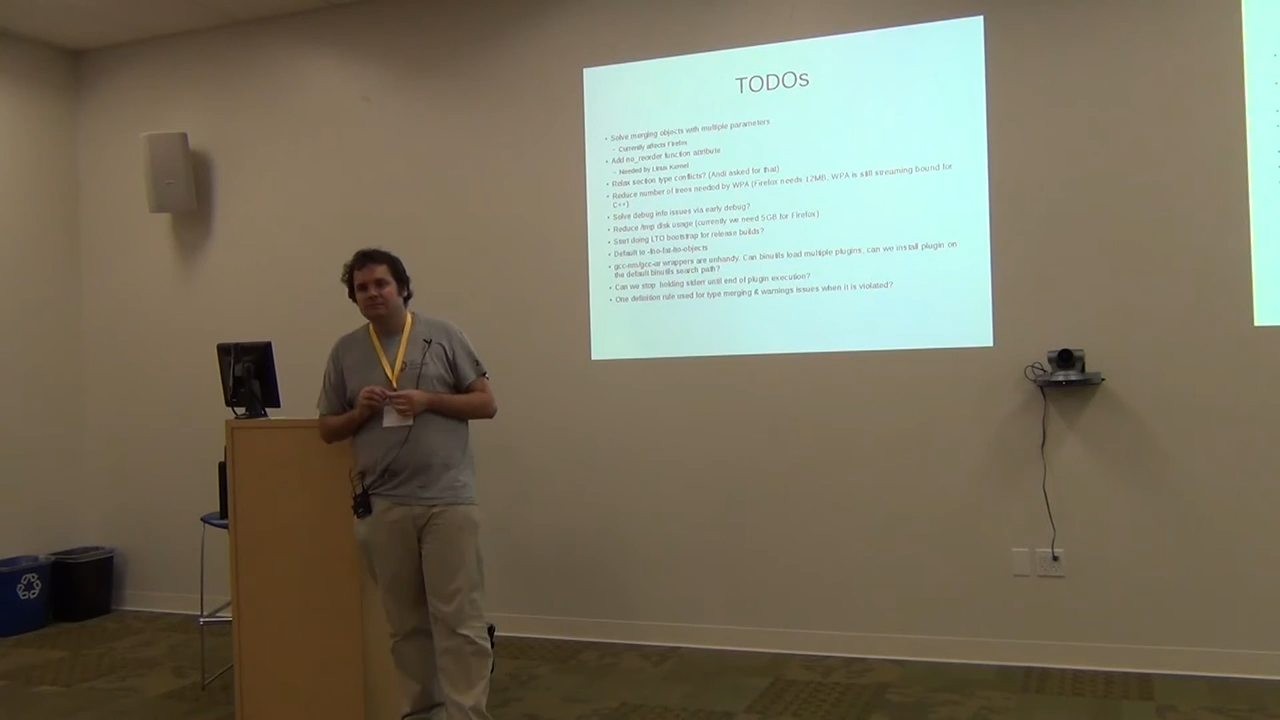 TODOs
• Solve merging objects with multiple parameters
– Currently affects Firefox
• Add no_reorder function attribute
– Needed by Linux Kernel
• Relax section type conflicts? (Andi asked for that)
• Reduce number of trees needed by WPA (Firefox needs 12MB, WPA is still streaming bound for
C++)
• Solve debug info issues via early debug?
• Reduce /tmp disk usage (currently we need 5GB for Firefox)
• Start doing LTO bootstrap for release builds?
• Default to -fno-fat-lto-objects
• gcc-nm/gcc-ar wrappers are unhandy. Can binutils load multiple plugins, can we install plugin on
the default binutils search path?
• Can we stop holding stderr until end of plugin execution?
• One definition rule used for type merging & warnings issues when it is violated?